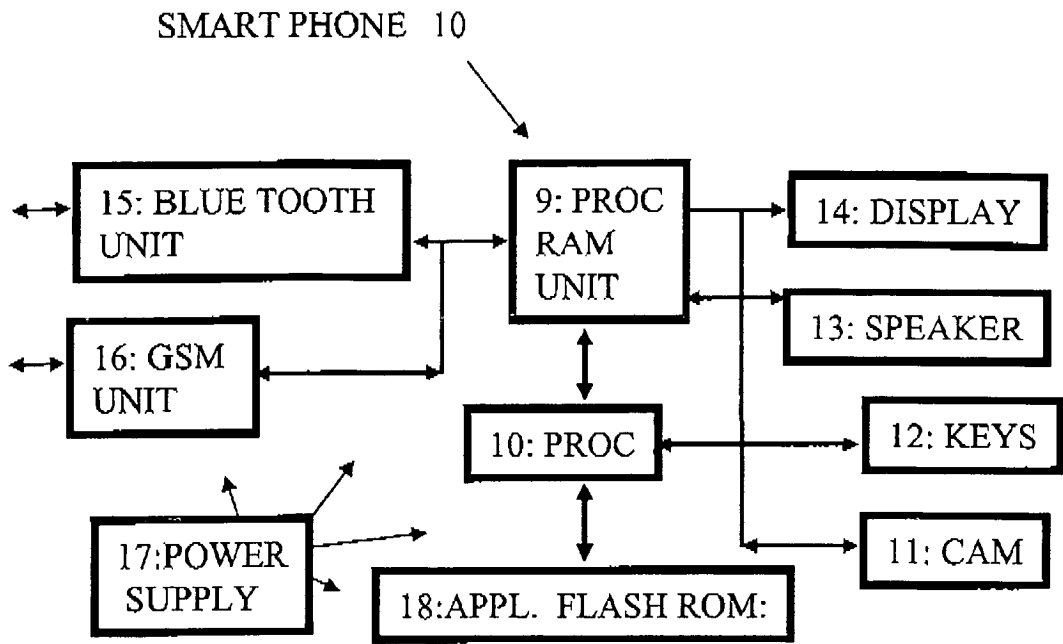 SMART PHONE 10
15: BLUE TOOTH
UNIT
9: PROC
RAM
UNIT
14: DISPLAY
13: SPEAKER
16: GSM
UNIT
10: PROC
12: KEYS
17:POWER
SUPPLY
11: CAM
18:APPL. FLASH ROM: